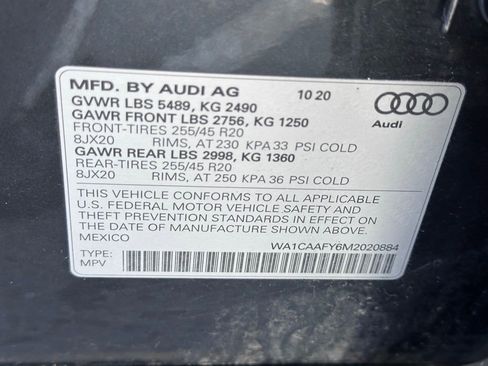 MFD. BY AUDI AG 10 20
GVWR LBS 5489, KG 2490
GAWR FRONT LBS 2756, KG 1250
FRONT-TIRES 255/45 R20
8JX20 RIMS, AT 230 KPA 33 PSI COLD
GAWR REAR LBS 2998, KG 1360
REAR-TIRES 255/45 R20
8JX20 RIMS, AT 250 KPA 36 PSI COLD
Audi
THIS VEHICLE CONFORMS TO ALL APPLICABLE
U.S. FEDERAL MOTOR VEHICLE SAFETY AND
THEFT PREVENTION STANDARDS IN EFFECT ON
THE DATE OF MANUFACTURE SHOWN ABOVE.
MEXICO WA1CAAFY6M2020884
TYPE:
MPV